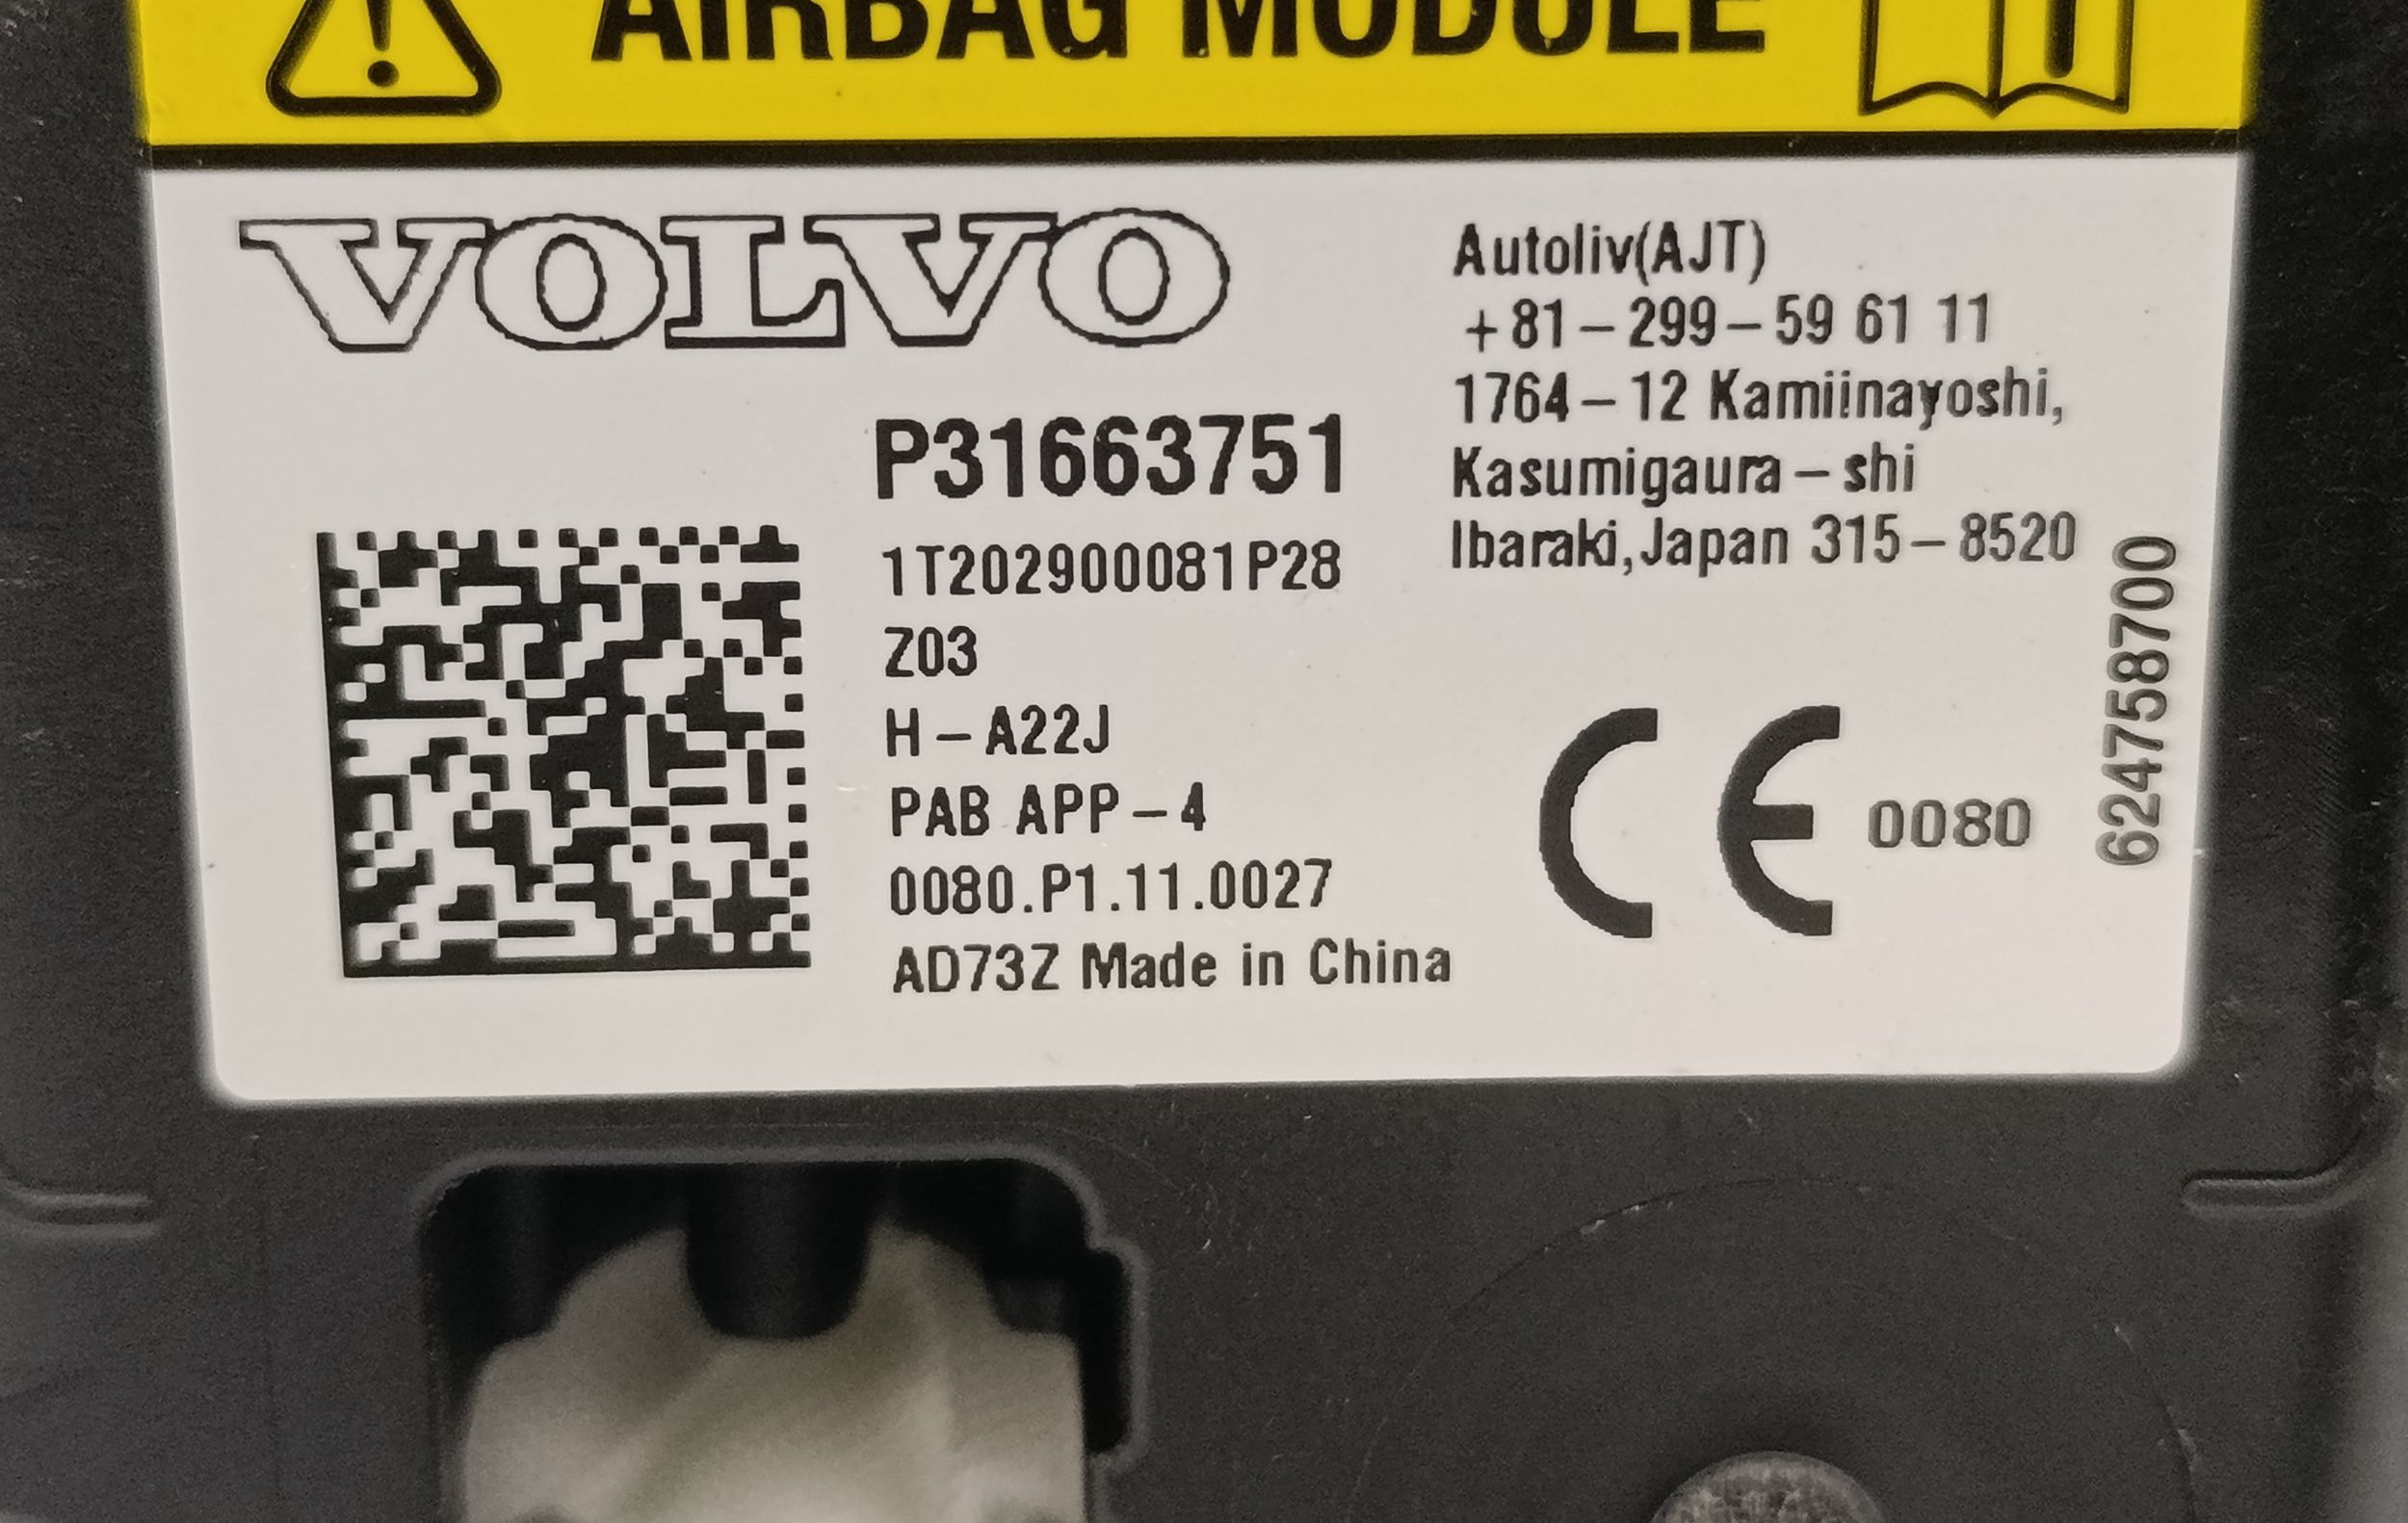 AIRBAG MODULE
VOLVO
P31663751
1T202900081P28
Z03
H-A22J
PAB APP-4
0080.P1.11.0027
AD73Z Made in China
Autoliv(AJT)
+81-299-59 61 11
1764-12 Kamiinayoshi,
Kasumigaura-shi
Ibaraki,Japan 315-8520
CE 0080
624758700